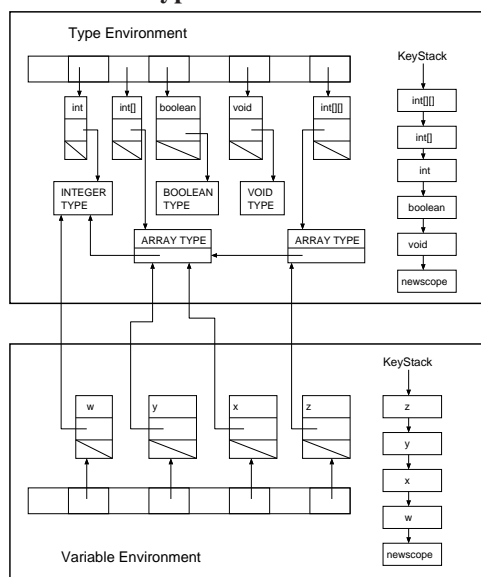 Type Environment
KeyStack
int
int[]
boolean
void
int[][]
int[][]
int[]
int
boolean
void
newscope
INTEGER
TYPE
BOOLEAN
TYPE
VOID
TYPE
ARRAY TYPE
ARRAY TYPE
KeyStack
w
y
x
z
z
y
x
w
newscope
Variable Environment